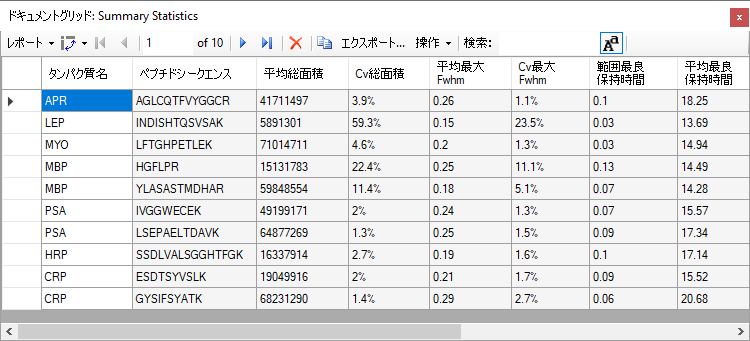 ドキュメントグリッド: Summary Statistics
レポート 1 of 10 エクスポート... 操作 検索: Aa
タンパク質名 ペプチドシークエンス 平均総面積 Cv総面積 平均最大 Fwhm Cv最大 Fwhm 範囲最良 保持時間 平均最良 保持時間
APR AGLCQTFVYGGCR 41711497 3.9% 0.26 1.1% 0.1 18.25
LEP INDISHTQSVSAK 5891301 59.3% 0.15 23.5% 0.03 13.69
MYO LFTGHPETLEK 71014711 4.6% 0.2 1.3% 0.03 14.94
MBP HGFLPR 15131783 22.4% 0.25 11.1% 0.13 14.49
MBP YLASASTMDHAR 59848554 11.4% 0.18 5.1% 0.07 14.28
PSA IVGGWECEK 49199171 2% 0.24 1.3% 0.07 15.57
PSA LSEPAELTDAVK 64877269 1.3% 0.25 1.5% 0.09 17.34
HRP SSDLVALSGGHTFGK 16337914 2.7% 0.19 1.6% 0.1 17.14
CRP ESDTSYVSLK 19049916 2% 0.21 1.7% 0.09 15.52
CRP GYSIFSYATK 68231290 1.4% 0.29 2.7% 0.06 20.68